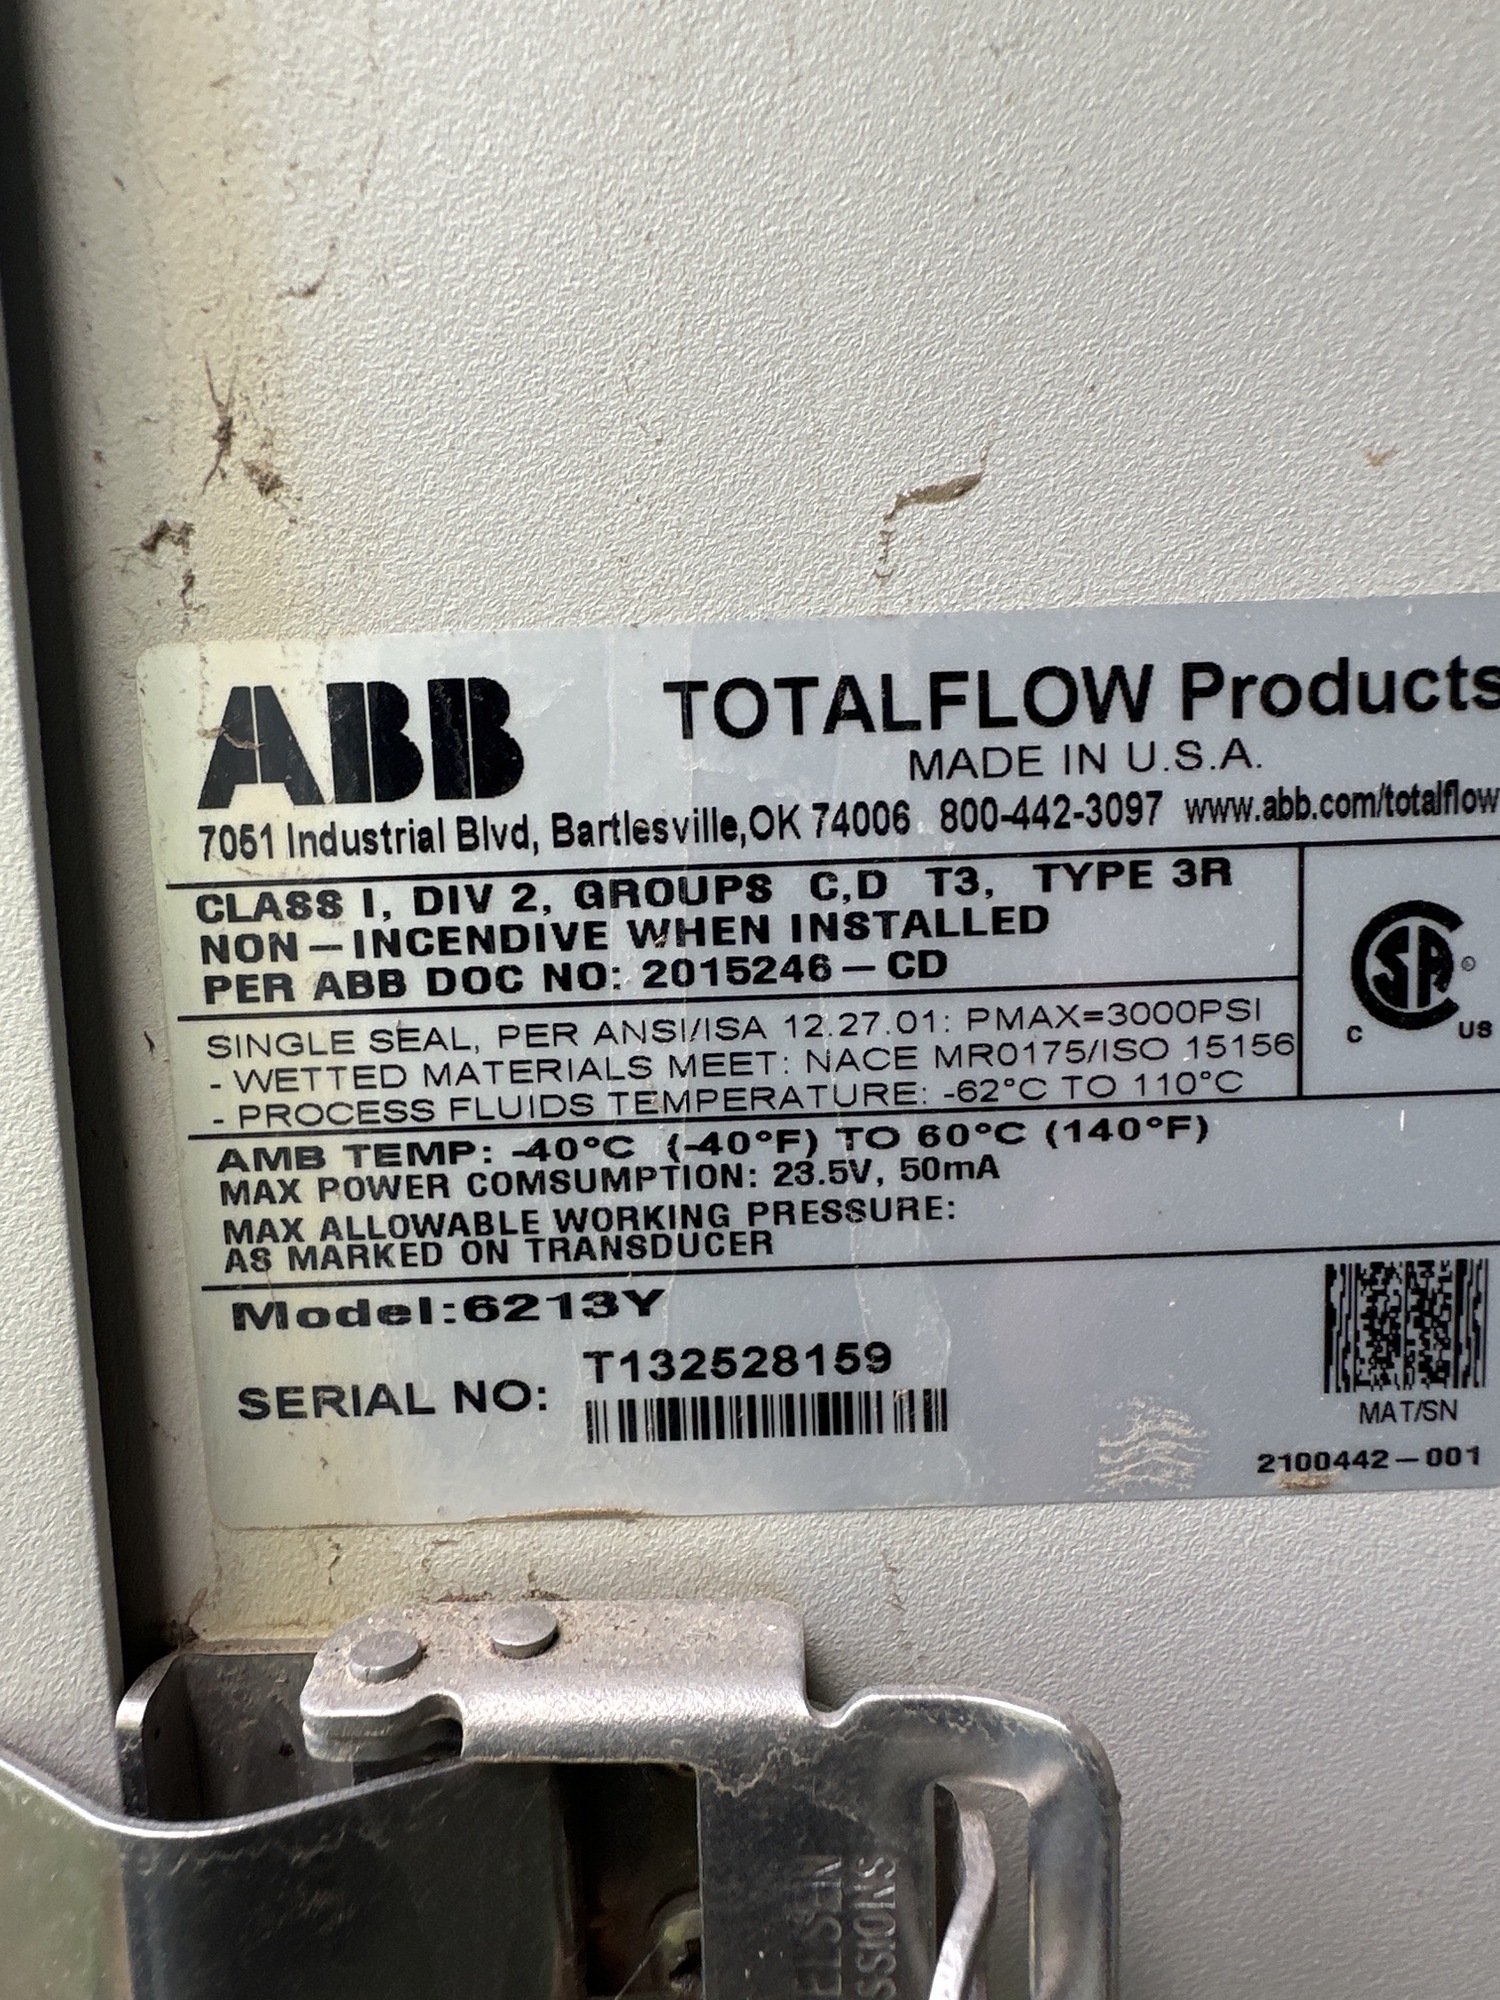 ABB
TOTALFLOW Products
MADE IN U.S.A.
7051 Industrial Blvd, Bartlesville,OK 74006 800-442-3097 www.abb.com/totalflow
CLASS I, DIV 2, GROUPS C,D T3, TYPE 3R
NON-INCENDIVE WHEN INSTALLED
PER ABB DOC NO: 2015246-CD
SINGLE SEAL, PER ANSI/ISA 12.27.01: PMAX=3000PSI
- WETTED MATERIALS MEET: NACE MR0175/ISO 15156
- PROCESS FLUIDS TEMPERATURE: -62°C TO 110°C
C SA ® US
AMB TEMP: -40°C (-40°F) TO 60°C (140°F)
MAX POWER COMSUMPTION: 23.5V, 50mA
MAX ALLOWABLE WORKING PRESSURE:
AS MARKED ON TRANSDUCER
Model:6213Y
SERIAL NO: T132528159
MAT/SN
2100442-001